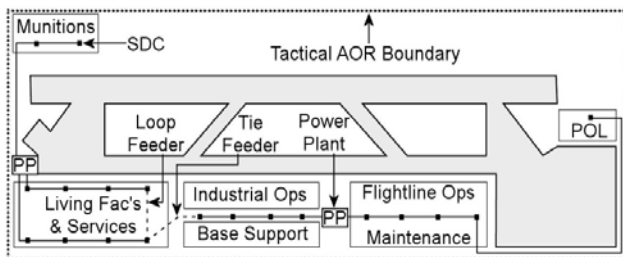 Munitions
SDC
Tactical AOR Boundary
Loop
Feeder
Tie
Feeder
Power
Plant
POL
PP
Living Fac's
& Services
Industrial Ops
Base Support
PP
Flightline Ops
Maintenance